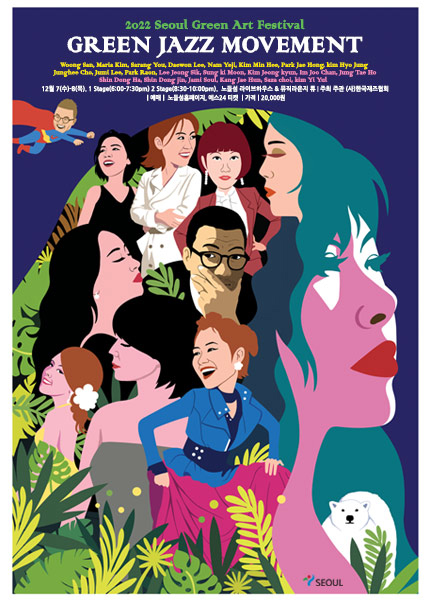 2022 Seoul Green Art Festival
GREEN JAZZ MOVEMENT
Woong San, Maria Kim, Sarang You, Daewon Lee, Nam Yeji, Kim Min Hee, Park Jae Hong, kim Hyo Jung
Junghee Cho, Jumi Lee, Park Raon, Lee Jeong Sik, Sung ki Moon, Kim Jeong kyun, Im Joo Chan, Jung Tae Ho
Shin Dong Ha, Shin Dong jin, Jami Soul, Kang Jae Hun, Saza choi, kim Yi Yul
12월 7(수)-8(목), 1 Stage(6:00-7:30pm) 2 Stage(8:30-10:00pm), 노들섬 라이브하우스 & 뮤직라운지 류 | 주최 주관 (사)한국재즈협회
| 예매 | 노들섬홈페이지, 예스24 티켓 | 가격 | 20,000원
SEOUL